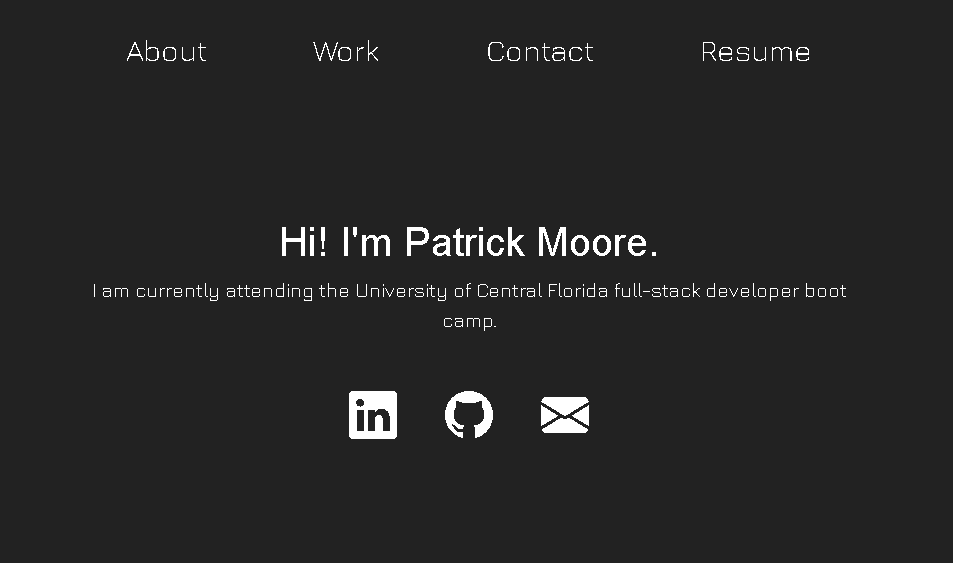 About Work Contact Resume
Hi! I'm Patrick Moore.
I am currently attending the University of Central Florida full-stack developer boot
camp.
in